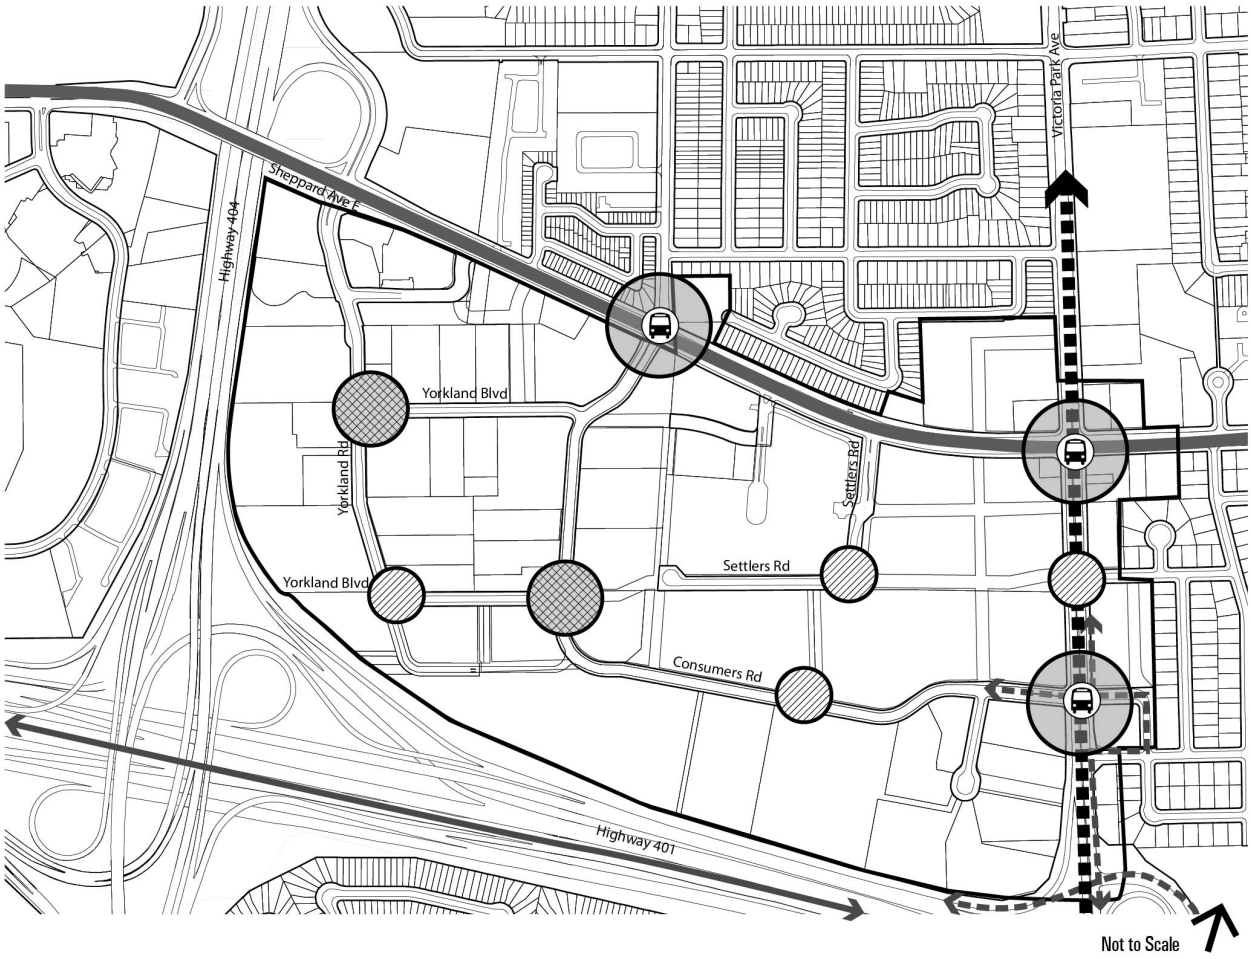 Victoria Park Ave
Sheppard Ave E
Highway 404
Yorkland Blvd
Yorkland Rd
Settlers Rd
Yorkland Blvd
Settlers Rd
Consumers Rd
Highway 401
Not to Scale